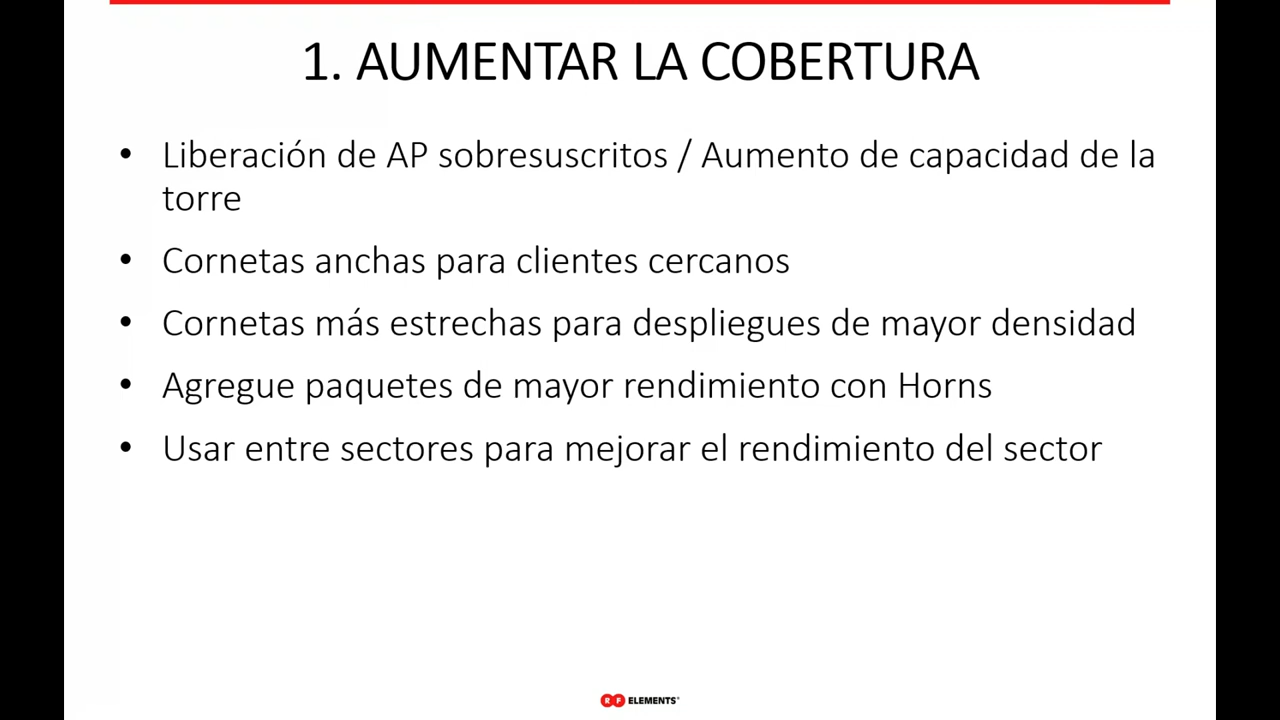 1. AUMENTAR LA COBERTURA
• Liberación de AP sobresuscritos / Aumento de capacidad de la
torre
• Cornetas anchas para clientes cercanos
• Cornetas más estrechas para despliegues de mayor densidad
• Agregue paquetes de mayor rendimiento con Horns
• Usar entre sectores para mejorar el rendimiento del sector
RF ELEMENTS